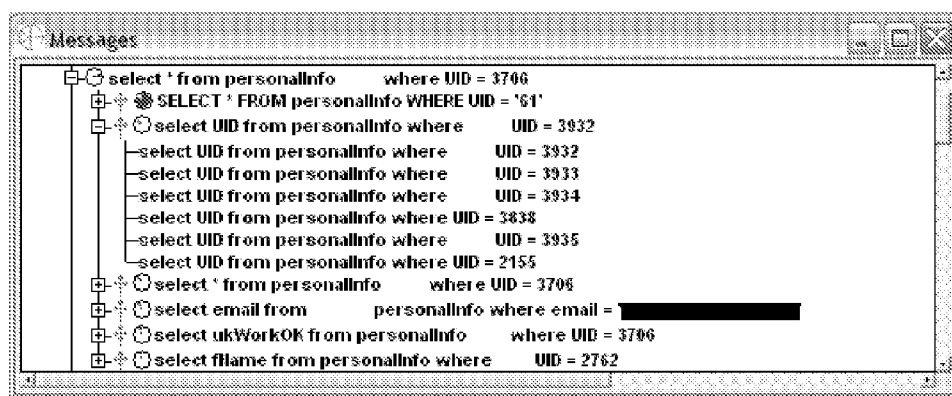 Messages
select * from personalInfo where UID = 3706
SELECT * FROM personalInfo WHERE UID = '61'
select UID from personalInfo where UID = 3932
select UID from personalInfo where UID = 3932
select UID from personalInfo where UID = 3933
select UID from personalInfo where UID = 3934
select UID from personalInfo where UID = 3838
select UID from personalInfo where UID = 3935
select UID from personalInfo where UID = 2155
select * from personalInfo where UID = 3706
select email from personalInfo where email =
select ukWorkOK from personalInfo where UID = 3706
select fName from personalInfo where UID = 2762